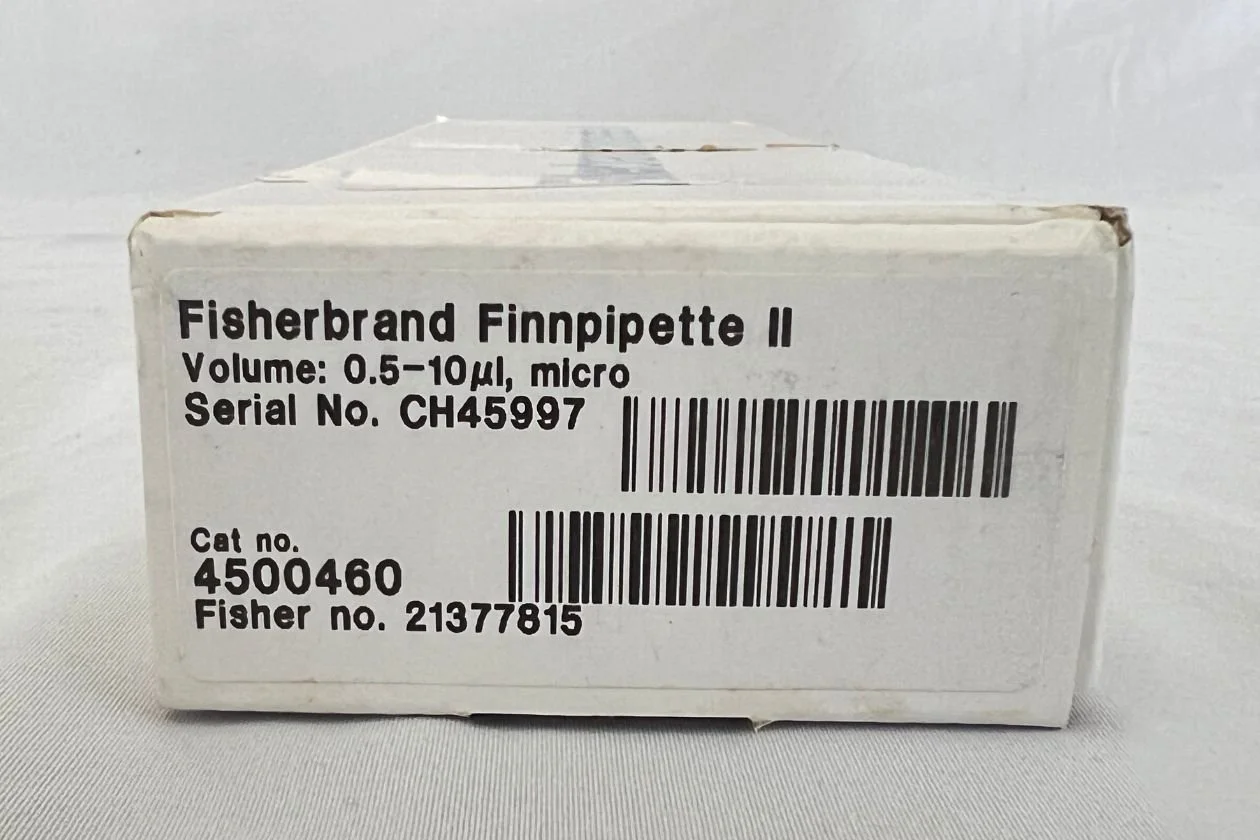 Fisherbrand Finnpipette II
Volume: 0.5-10µl, micro
Serial No. CH45997
Cat no.
4500460
Fisher no. 21377815